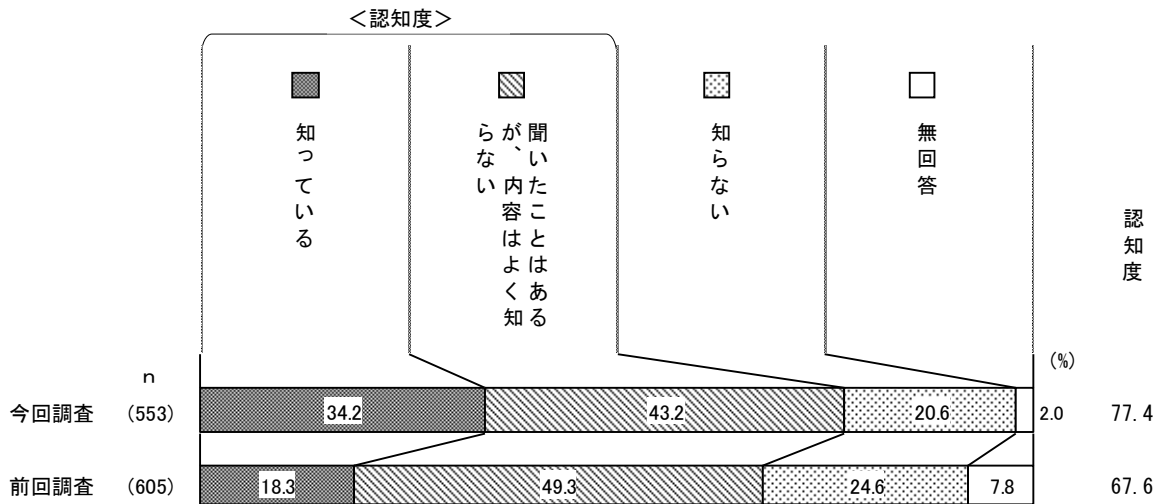 ＜認知度＞
知っている
聞いたことはある
が、内容はよく知
らない
知らない
無回答
認知度
(%)
n
今回調査 (553) 34.2 43.2 20.6 2.0 77.4
前回調査 (605) 18.3 49.3 24.6 7.8 67.6